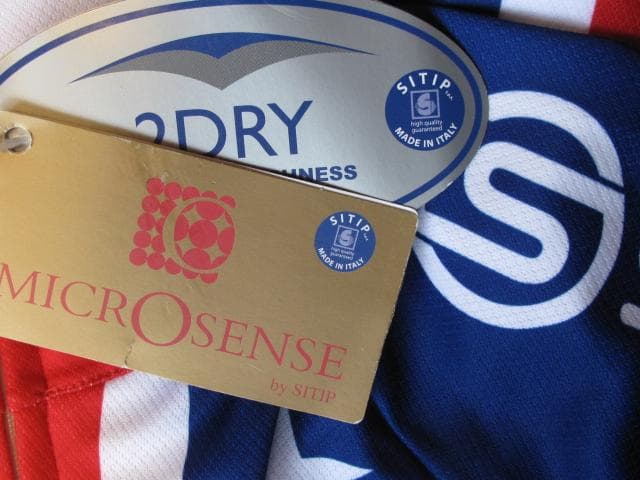 2DRY
SITIP s.p.a.
high quality
guaranteed
MADE IN ITALY
SITIP s.p.a.
high quality
guaranteed
MADE IN ITALY
MICROSENSE
by SITIP